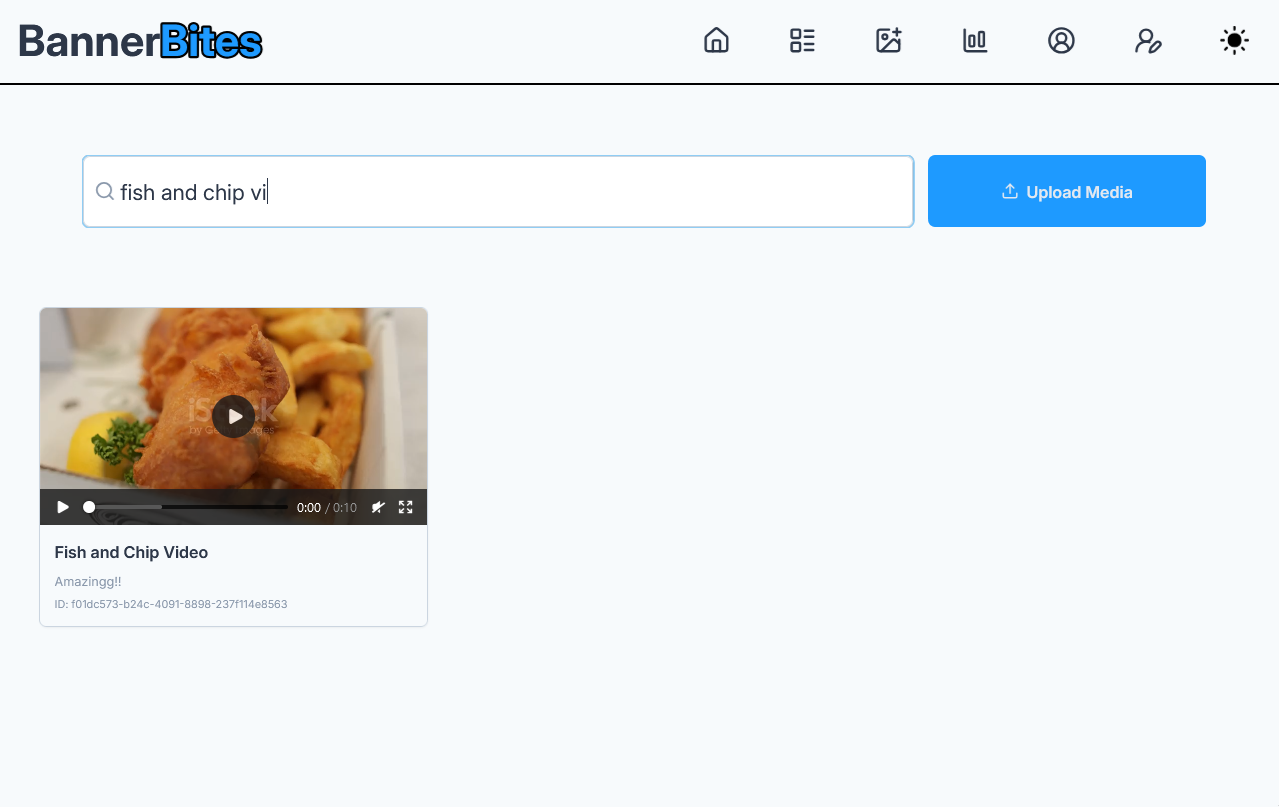 BannerBites
fish and chip vi
Upload Media
0:00 / 0:10
Fish and Chip Video
Amazingg!!
ID: f01dc573-b24c-4091-8898-237f114e8563